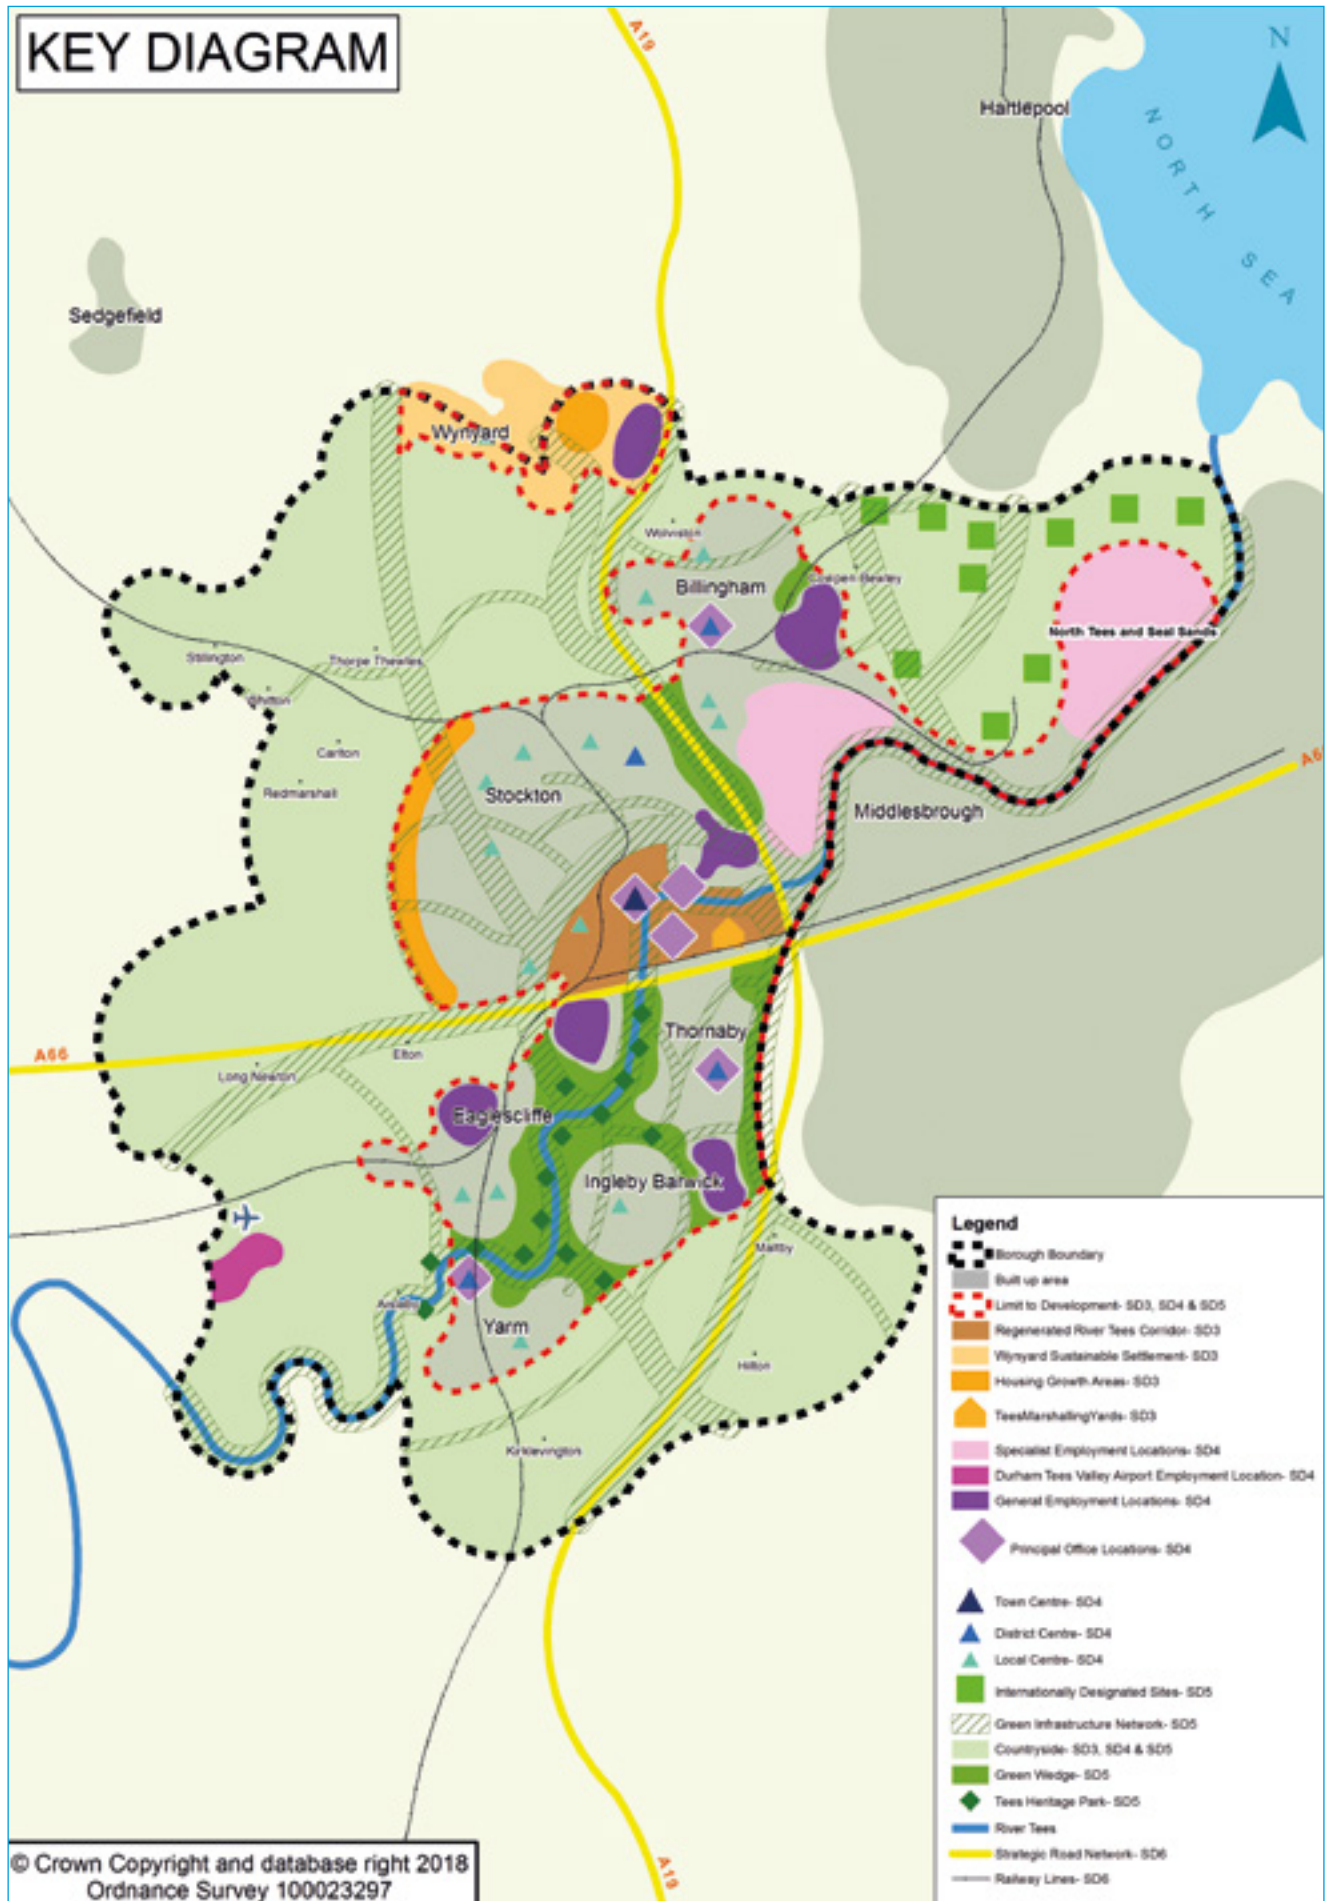 KEY DIAGRAM
A19
N
Hartlepool
NORTH SEA
Sedgefield
Wynyard
Wolviston
Billingham
Cowpen Bewley
North Tees and Seal Sands
Stillington
Thorpe Thewles
Whitton
Carlton
Redmarshall
Stockton
Middlesbrough
A66
A66
Elton
Long Newton
Thornaby
Eaglescliffe
Ingleby Barwick
Maltby
Aislaby
Yarm
Hilton
Kirklevington
A19
Legend
Borough Boundary
Built up area
Limit to Development- SD3, SD4 & SD5
Regenerated River Tees Corridor- SD3
Wynyard Sustainable Settlement- SD3
Housing Growth Areas- SD3
TeesMarshallingYards- SD3
Specialist Employment Locations- SD4
Durham Tees Valley Airport Employment Location- SD4
General Employment Locations- SD4
Principal Office Locations- SD4
Town Centre- SD4
District Centre- SD4
Local Centre- SD4
Internationally Designated Sites- SD5
Green Infrastructure Network- SD5
Countryside- SD3, SD4 & SD5
Green Wedge- SD5
Tees Heritage Park- SD5
River Tees
Strategic Road Network- SD6
Railway Lines- SD6
© Crown Copyright and database right 2018
Ordnance Survey 100023297